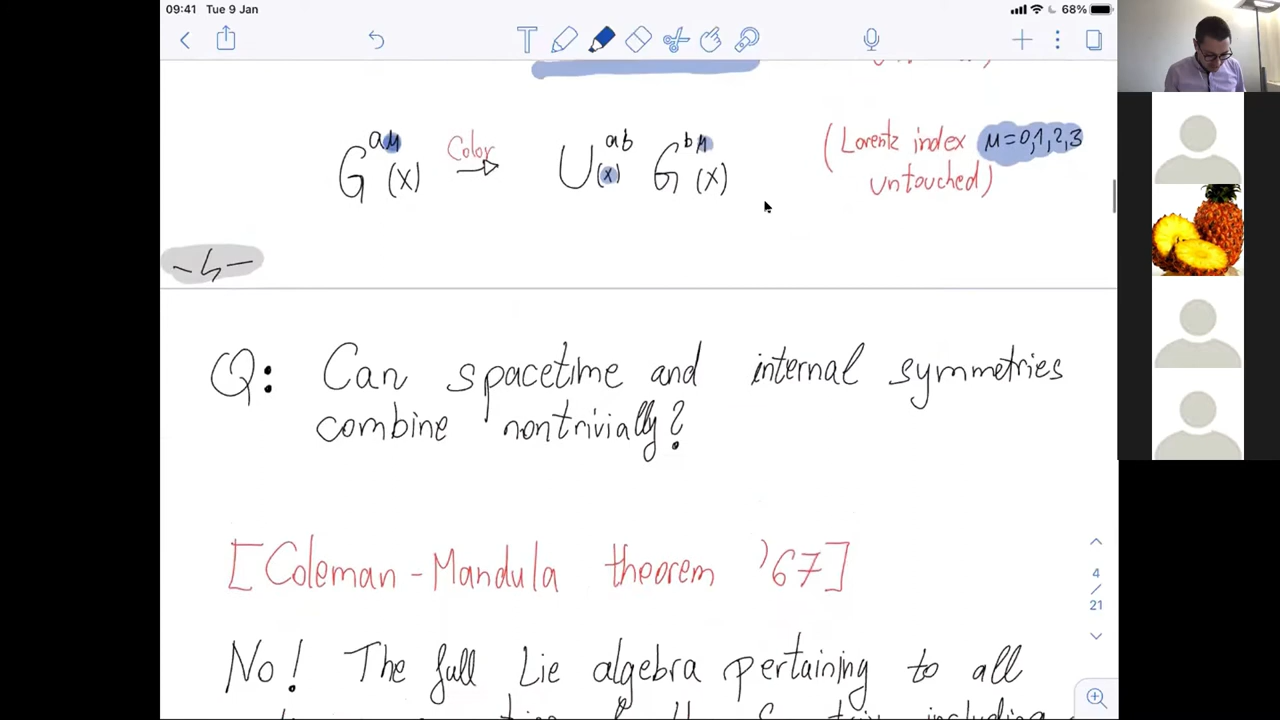 09:41 Tue 9 Jan
68%
G^{aμ}(x) Color → U^{ab}(x) G^{bμ}(x)
(Lorentz index μ=0,1,2,3
untouched)
-4-
Q: Can spacetime and internal symmetries
combine nontrivially?
[Coleman-Mandula theorem '67]
No! The full Lie algebra pertaining to all
4
/
21